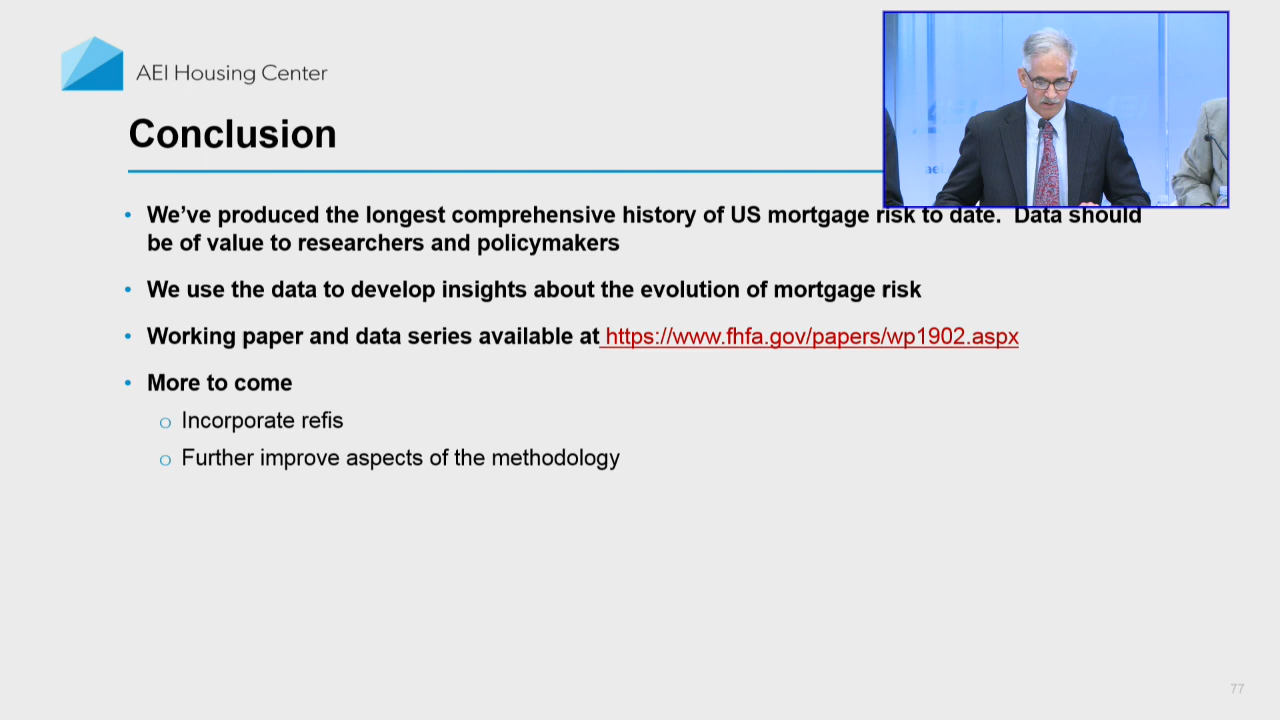 AEI Housing Center
Conclusion
• We’ve produced the longest comprehensive history of US mortgage risk to date.  Data should
be of value to researchers and policymakers
• We use the data to develop insights about the evolution of mortgage risk
• Working paper and data series available at https://www.fhfa.gov/papers/wp1902.aspx
• More to come
o Incorporate refis
o Further improve aspects of the methodology
77